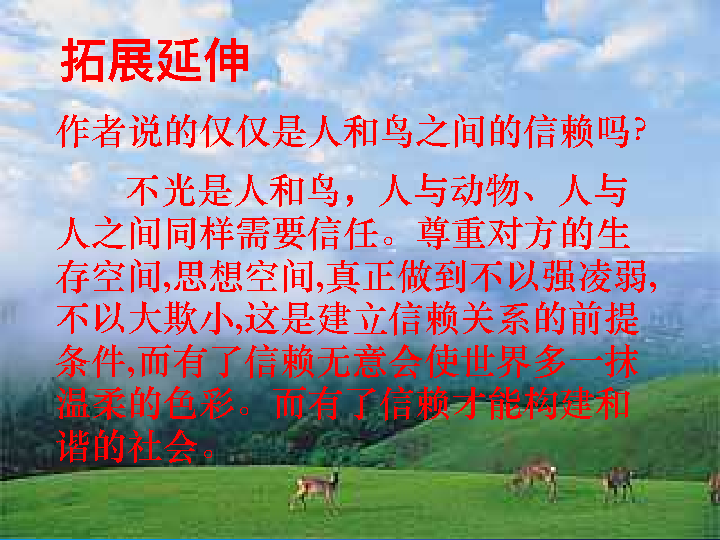 拓展延伸
作者说的仅仅是人和鸟之间的信赖吗?
不光是人和鸟，人与动物、人与
人之间同样需要信任。尊重对方的生
存空间,思想空间,真正做到不以强凌弱,
不以大欺小,这是建立信赖关系的前提
条件,而有了信赖无意会使世界多一抹
温柔的色彩。而有了信赖才能构建和
谐的社会。